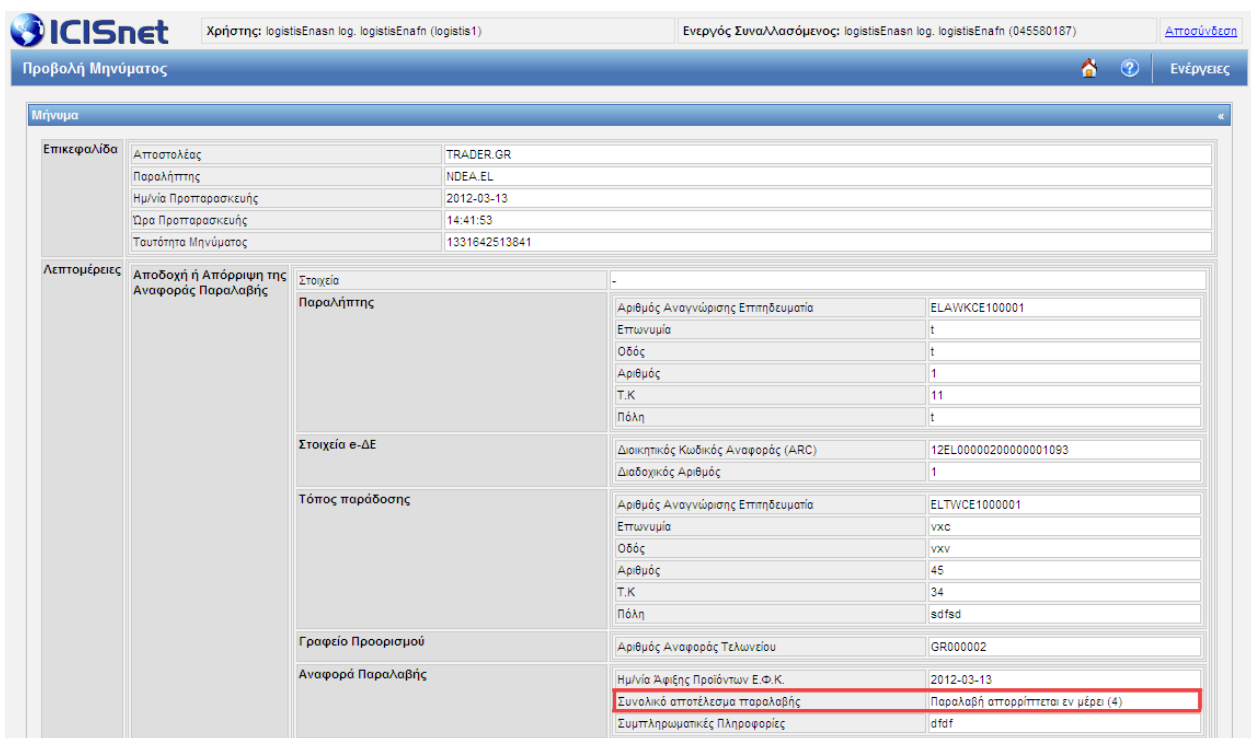 ICISnet Χρήστης: logistisEnasn log. logistisEnafn (logistis1) Ενεργός Συναλλασόμενος: logistisEnasn log. logistisEnafn (045580187) Αποσύνδεση
Προβολή Μηνύματος ? Ενέργειες
Μήνυμα «
Επικεφαλίδα Αποστολέας TRADER.GR
Παραλήπτης NDEA.EL
Ημ/νία Προπαρασκευής 2012-03-13
Ώρα Προπαρασκευής 14:41:53
Ταυτότητα Μηνύματος 1331642513841
Λεπτομέρειες Αποδοχή ή Απόρριψη της Αναφοράς Παραλαβής Στοιχεία -
Παραλήπτης Αριθμός Αναγνώρισης Επιτηδευματία ELAWKCE100001
Επωνυμία t
Οδός t
Αριθμός 1
Τ.Κ 11
Πόλη t
Στοιχεία e-ΔΕ Διοικητικός Κωδικός Αναφοράς (ARC) 12EL00000200000001093
Διαδοχικός Αριθμός 1
Τόπος παράδοσης Αριθμός Αναγνώρισης Επιτηδευματία ELTWCE1000001
Επωνυμία vxc
Οδός vxv
Αριθμός 45
Τ.Κ 34
Πόλη sdfsd
Γραφείο Προορισμού Αριθμός Αναφοράς Τελωνείου GR000002
Αναφορά Παραλαβής Ημ/νία Άφιξης Προϊόντων Ε.Φ.Κ. 2012-03-13
Συνολικό αποτέλεσμα παραλαβής Παραλαβή απορρίπτεται εν μέρει (4)
Συμπληρωματικές Πληροφορίες dfdf